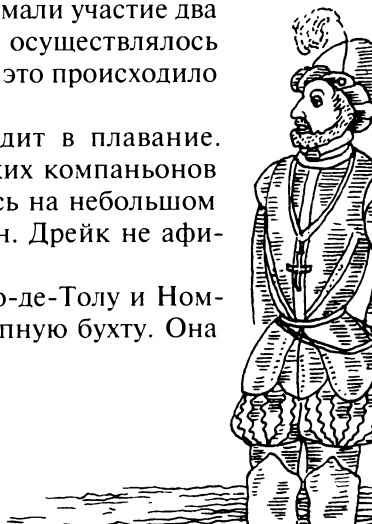 мали участие два
осуществлялось
это происходило
дит в плавание.
ких компаньонов
сь на небольшом
н. Дрейк не афи-
о-де-Толу и Ном-
пную бухту. Она